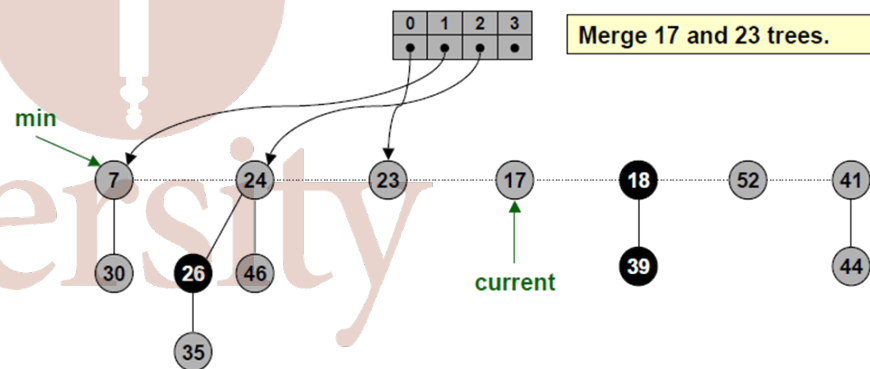 0 1 2 3
Merge 17 and 23 trees.
min
7 24 23 17 18 52 41
30 26 46 current 39 44
35
ersity